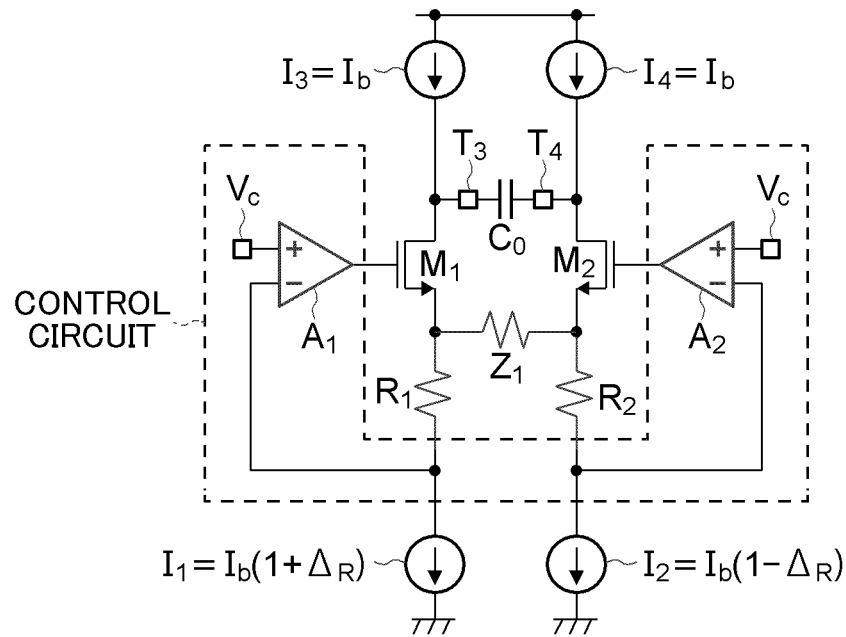 I₃=I_b
I₄=I_b
T₃
T₄
V_c
V_c
+
+
C₀
M₁
M₂
−
−
CONTROL
CIRCUIT
A₁
A₂
Z₁
R₁
R₂
I₁=I_b(1+Δ_R)
I₂=I_b(1−Δ_R)